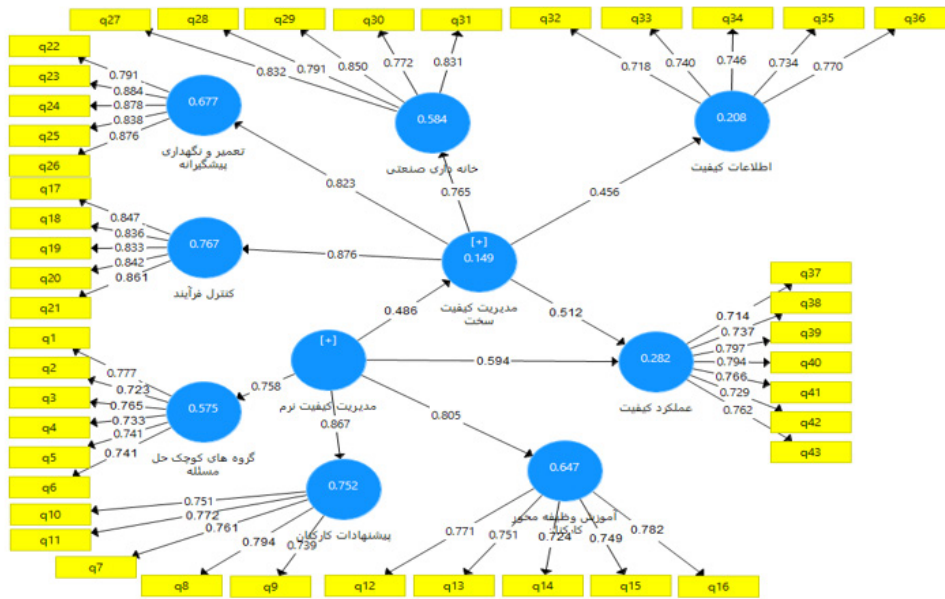 q27
q28
q29
q30
q31
q32
q33
q34
q35
q36
0.832
0.791
0.850
0.772
0.831
0.718
0.740
0.746
0.734
0.770
q22
q23
q24
q25
q26
0.791
0.884
0.878
0.838
0.876
0.677
تعمیر و نگهداری
پیشگیرانه
0.584
خانه داری صنعتی
0.208
اطلاعات کیفیت
0.823
0.765
0.456
q17
q18
q19
q20
q21
0.847
0.836
0.833
0.842
0.861
0.767
کنترل فرآیند
0.876
[+]
0.149
مدیریت کیفیت
سخت
0.486
0.512
q1
q2
q3
q4
q5
q6
0.777
0.723
0.765
0.733
0.741
0.741
0.575
گروه های کوچک حل
مسئله
0.758
[+]
مدیریت کیفیت نرم
0.594
0.867
0.805
0.282
عملکرد کیفیت
0.714
0.737
0.797
0.794
0.766
0.729
0.762
q37
q38
q39
q40
q41
q42
q43
q10
q11
q7
q8
q9
0.751
0.772
0.761
0.794
0.739
0.752
پیشنهادات کارکنان
0.647
آموزش وظیفه محور
کارکنان
0.771
0.751
0.724
0.749
0.782
q12
q13
q14
q15
q16